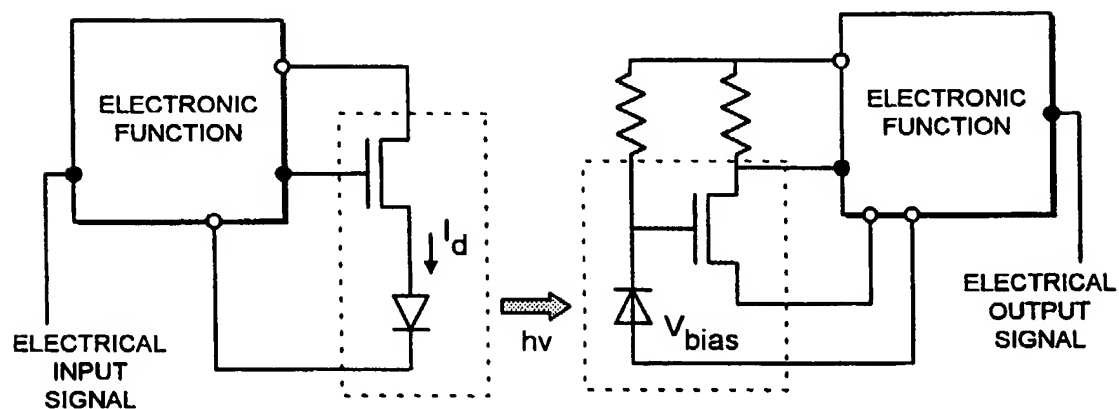 ELECTRONIC
FUNCTION
I_d
ELECTRICAL
INPUT
SIGNAL
hν
V_bias
ELECTRONIC
FUNCTION
ELECTRICAL
OUTPUT
SIGNAL